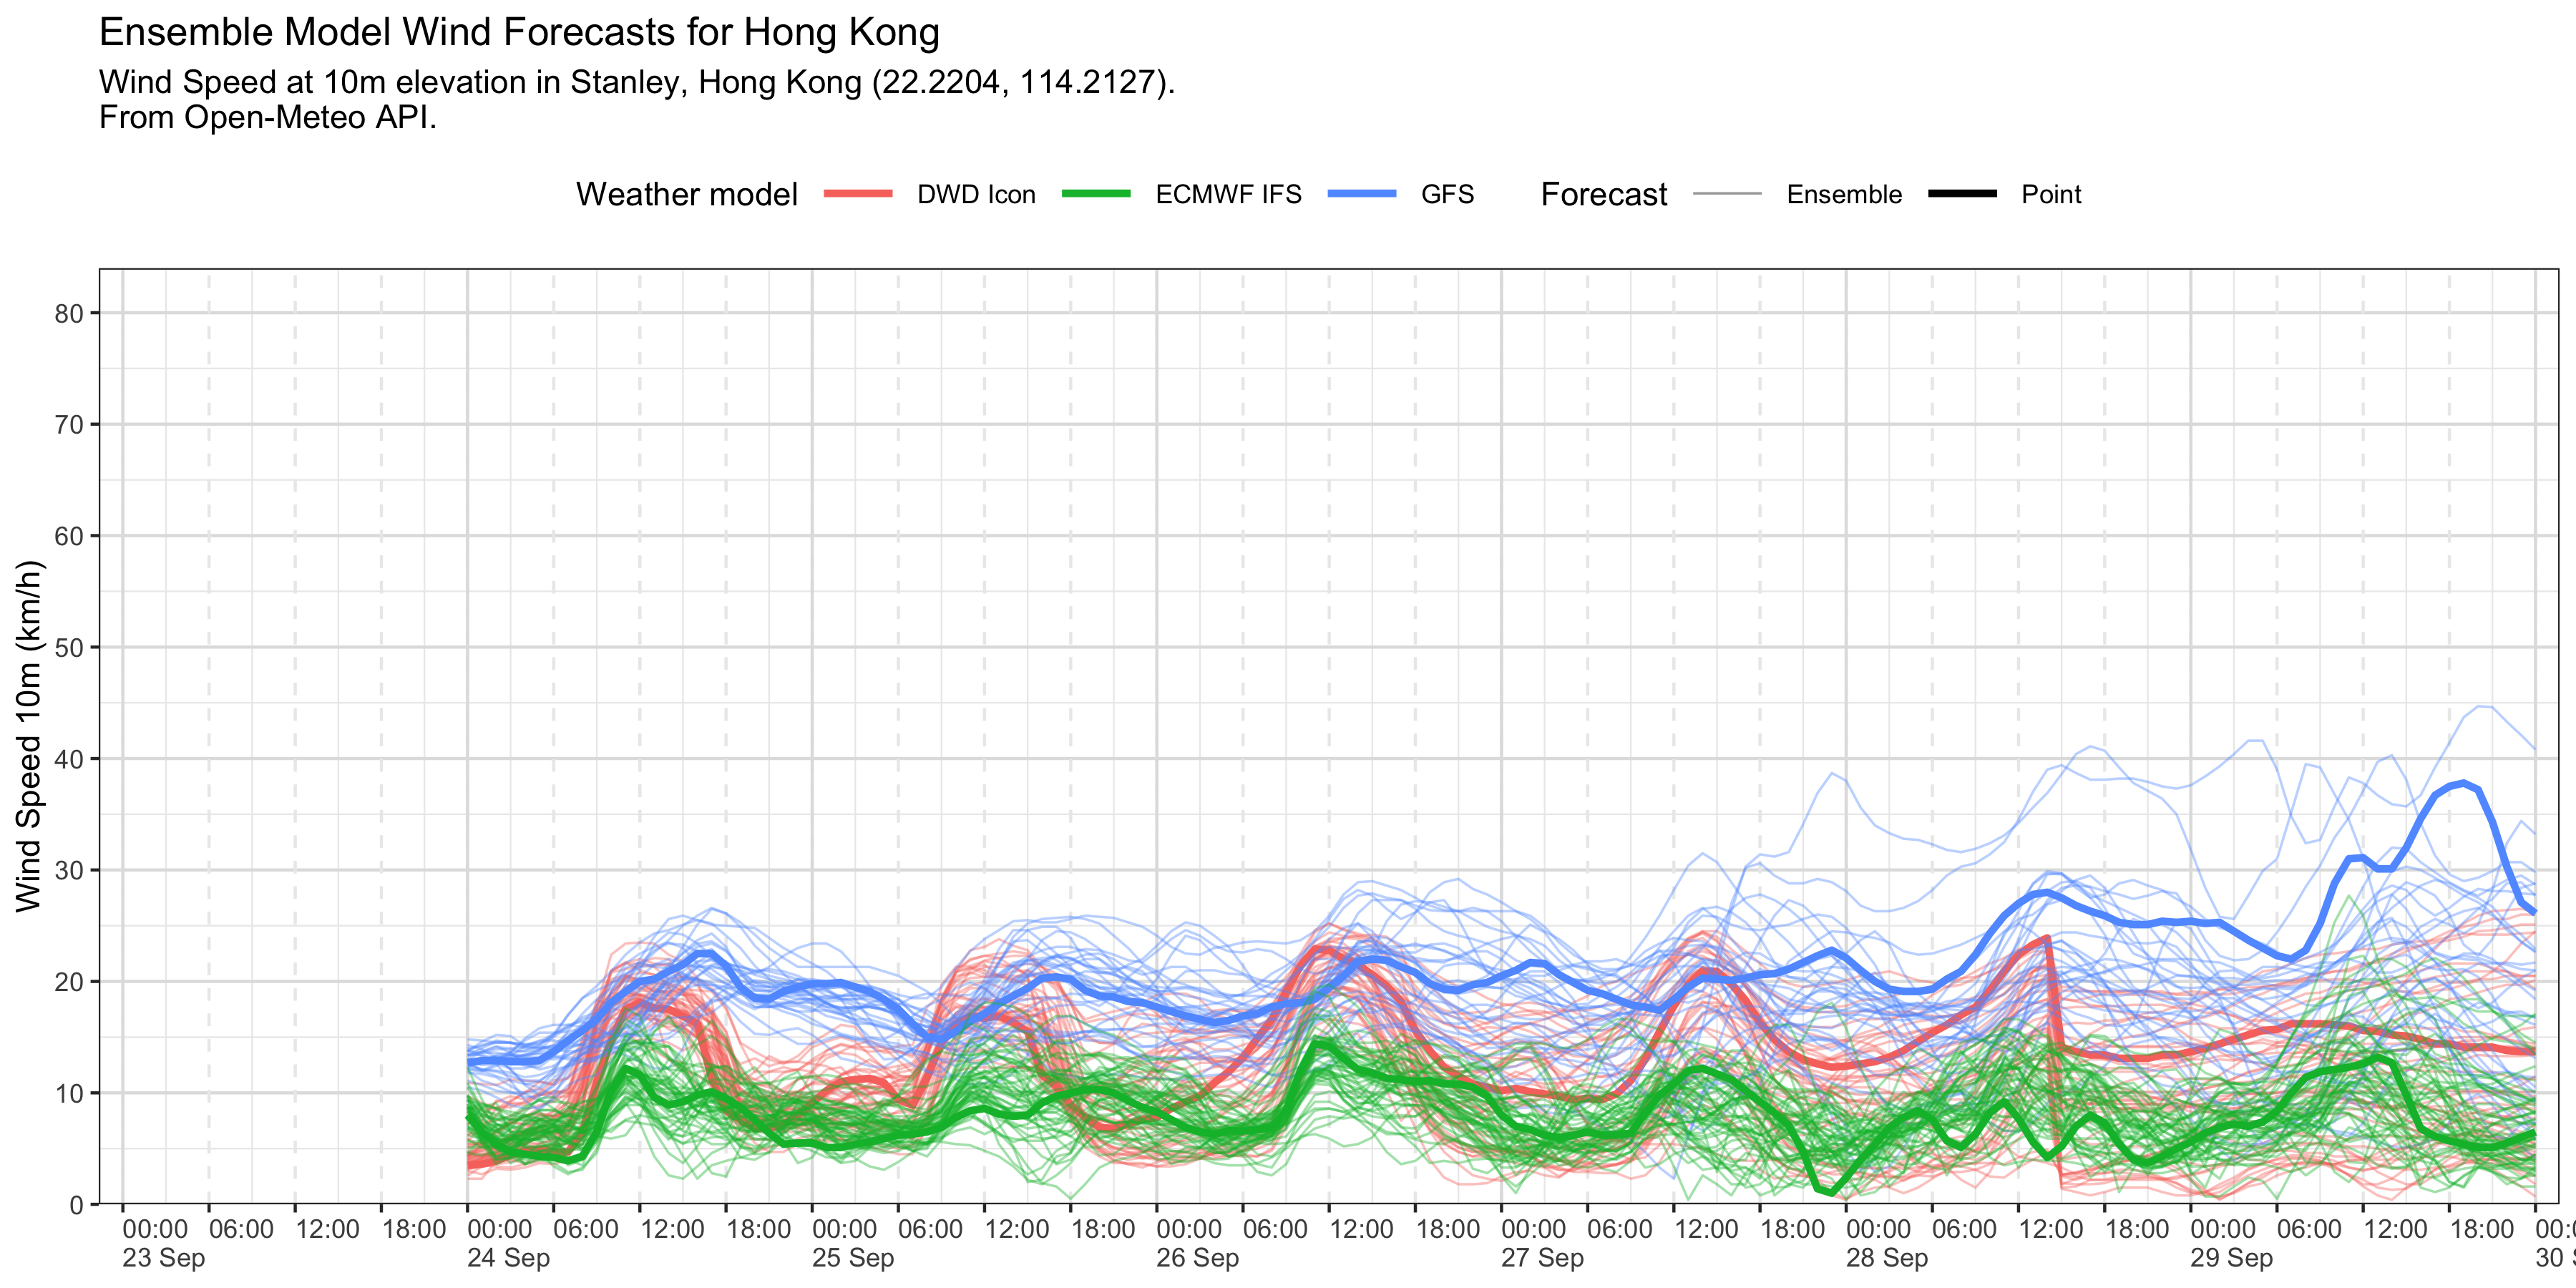 Ensemble Model Wind Forecasts for Hong Kong
Wind Speed at 10m elevation in Stanley, Hong Kong (22.2204, 114.2127).
From Open-Meteo API.
Weather model DWD Icon ECMWF IFS GFS Forecast Ensemble Point
Wind Speed 10m (km/h)
80
70
60
50
40
30
20
10
0
00:00 06:00 12:00 18:00 00:00 06:00 12:00 18:00 00:00 06:00 12:00 18:00 00:00 06:00 12:00 18:00 00:00 06:00 12:00 18:00 00:00 06:00 12:00 18:00 00:00 06:00 12:00 18:00
23 Sep 24 Sep 25 Sep 26 Sep 27 Sep 28 Sep 29 Sep 30